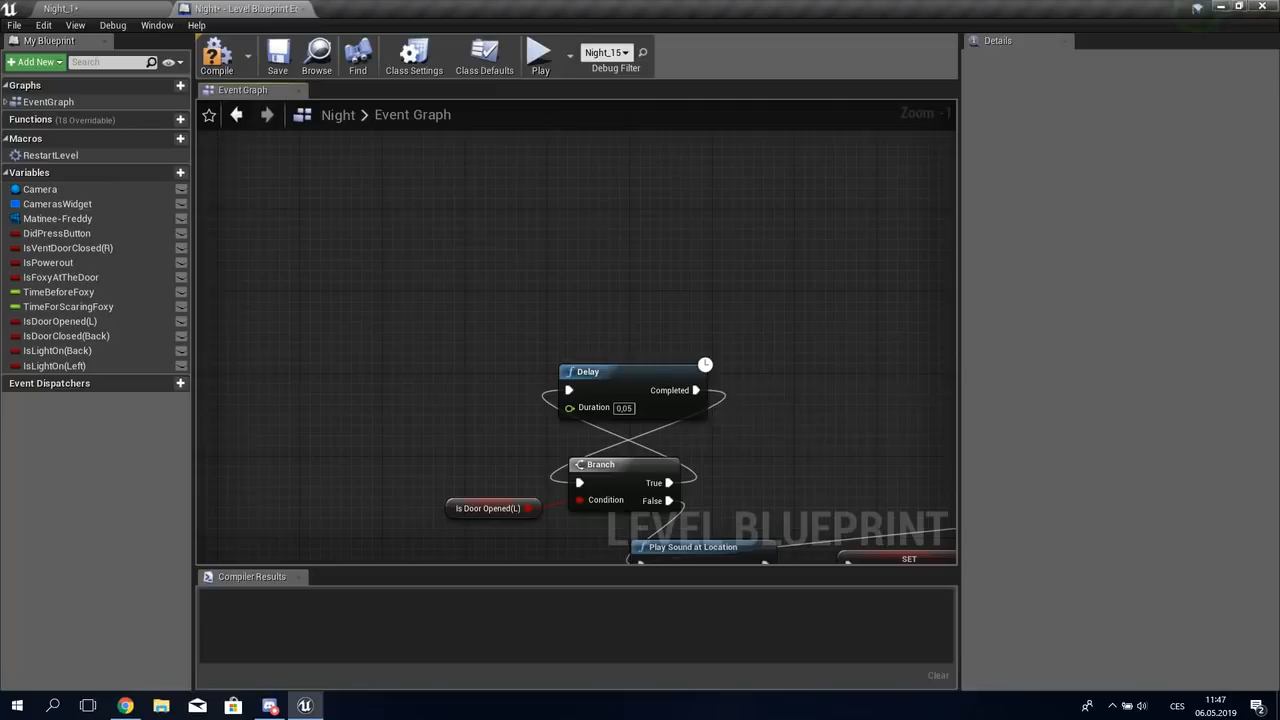 Night_1*
Night* - Level Blueprint Ec
File Edit View Debug Window Help
My Blueprint
Add New
Search
Graphs
EventGraph
Functions (18 Overridable)
Macros
RestartLevel
Variables
Camera
CamerasWidget
Matinee-Freddy
DidPressButton
IsVentDoorClosed(R)
IsPowerout
IsFoxyAtTheDoor
TimeBeforeFoxy
TimeForScaringFoxy
IsDoorOpened(L)
IsDoorClosed(Back)
IsLightOn(Back)
IsLightOn(Left)
Event Dispatchers
Compile
Save
Browse
Find
Class Settings
Class Defaults
Play
Night_15
Debug Filter
Event Graph
Night > Event Graph
Zoom -1
Delay
Completed
Duration 0,05
Branch
True
Condition
False
Is Door Opened(L)
LEVEL BLUEPRINT
Play Sound at Location
SET
Compiler Results
Clear
Details
CES
11:47
06.05.2019
2